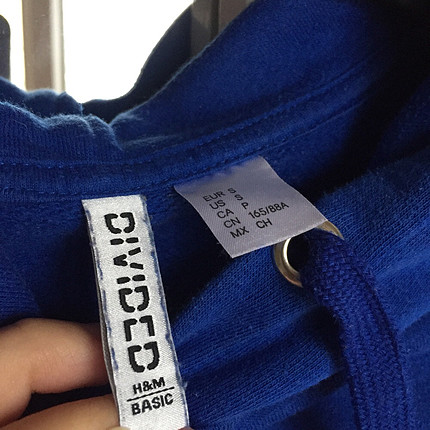 DIVIDED
H&M
BASIC
EUR S
US S
CA P
CN 165/88A
MX CH